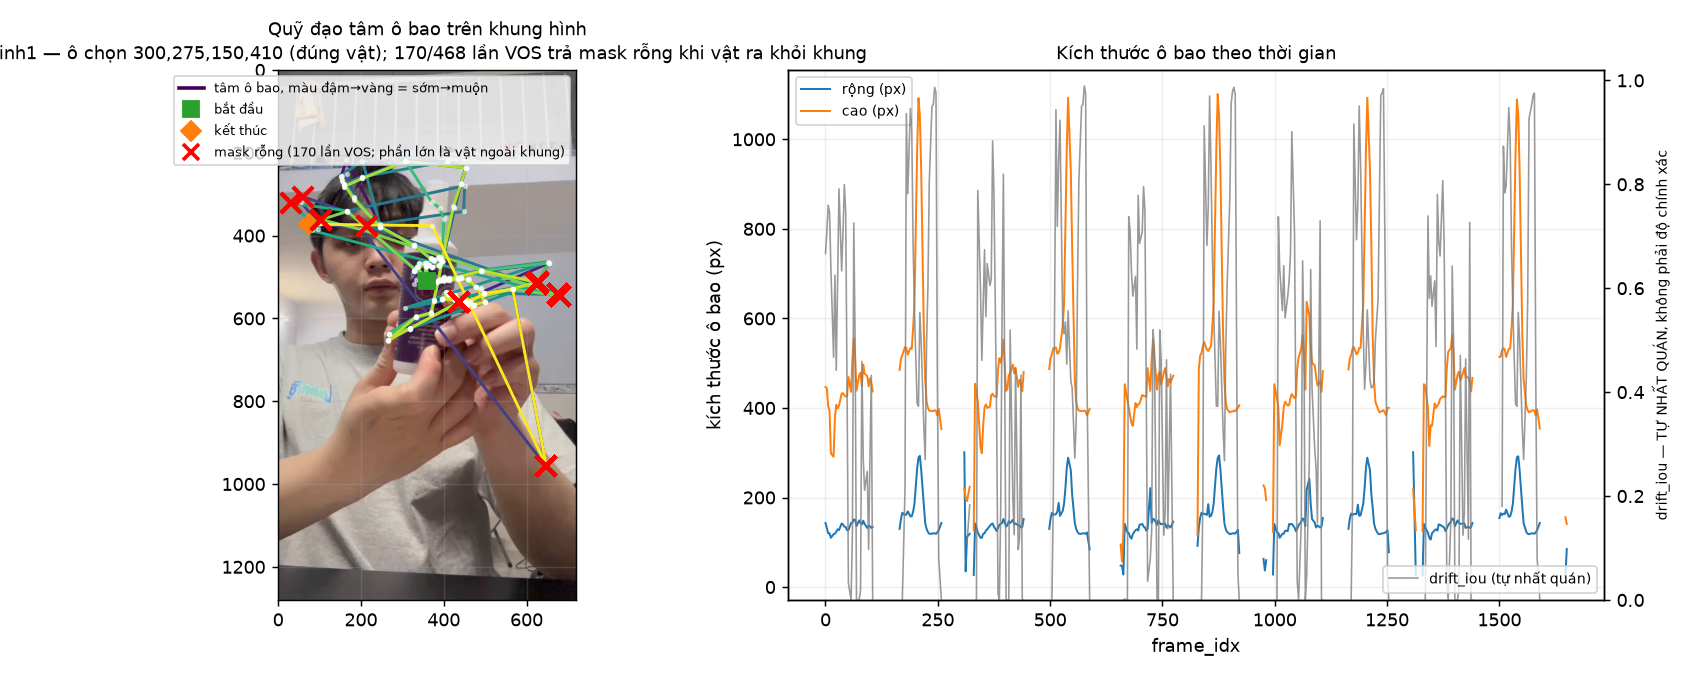 Quỹ đạo tâm ô bao trên khung hình
inh1 — ô chọn 300,275,150,410 (đúng vật); 170/468 lần VOS trả mask rỗng khi vật ra khỏi khung
tâm ô bao, màu đậm→vàng = sớm→muộn
bắt đầu
kết thúc
mask rỗng (170 lần VOS; phần lớn là vật ngoài khung)
0
200
400
600
800
1000
1200
0
200
400
600
Kích thước ô bao theo thời gian
rộng (px)
cao (px)
kích thước ô bao (px)
1000
800
600
400
200
0
0
250
500
750
1000
1250
1500
frame_idx
1.0
0.8
0.6
0.4
0.2
0.0
drift_iou — TỰ NHẤT QUÁN, không phải độ chính xác
drift_iou (tự nhất quán)